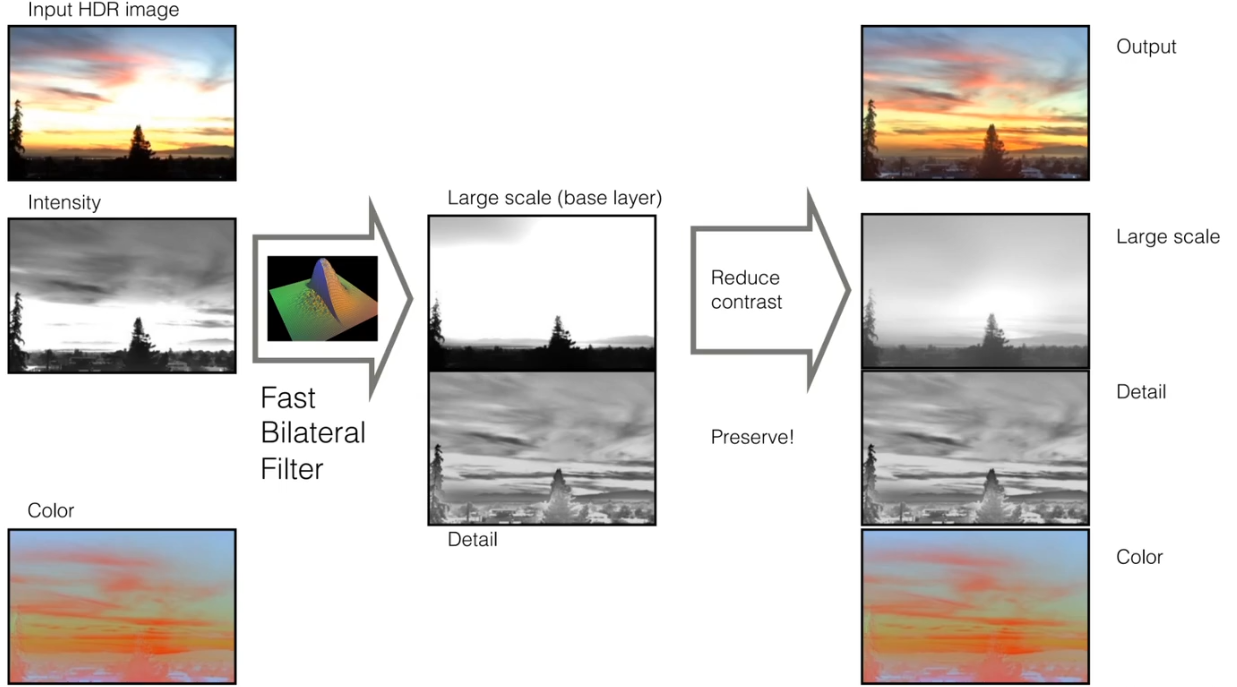 Input HDR image
Output
Intensity
Large scale (base layer)
Large scale
Reduce
contrast
Fast
Bilateral
Filter
Detail
Preserve!
Color
Detail
Color